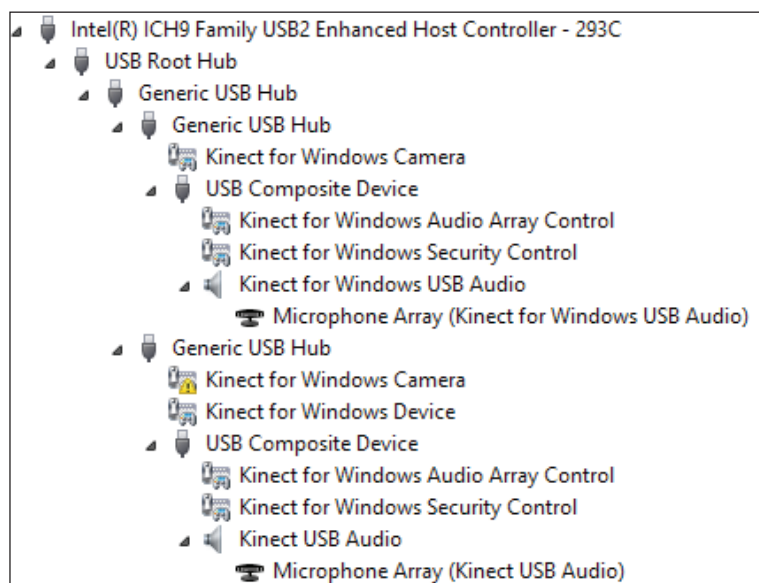 Intel(R) ICH9 Family USB2 Enhanced Host Controller - 293C
USB Root Hub
Generic USB Hub
Generic USB Hub
Kinect for Windows Camera
USB Composite Device
Kinect for Windows Audio Array Control
Kinect for Windows Security Control
Kinect for Windows USB Audio
Microphone Array (Kinect for Windows USB Audio)
Generic USB Hub
Kinect for Windows Camera
Kinect for Windows Device
USB Composite Device
Kinect for Windows Audio Array Control
Kinect for Windows Security Control
Kinect USB Audio
Microphone Array (Kinect USB Audio)